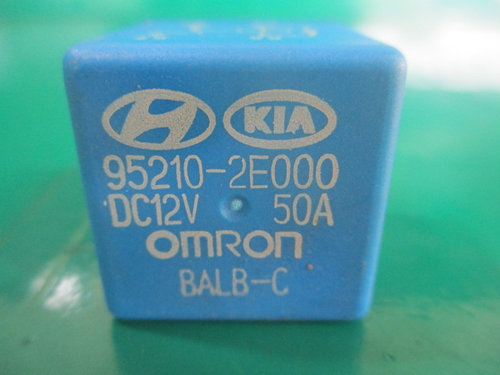 KIA
95210-2E000
DC12V 50A
OMRON
BALB-C